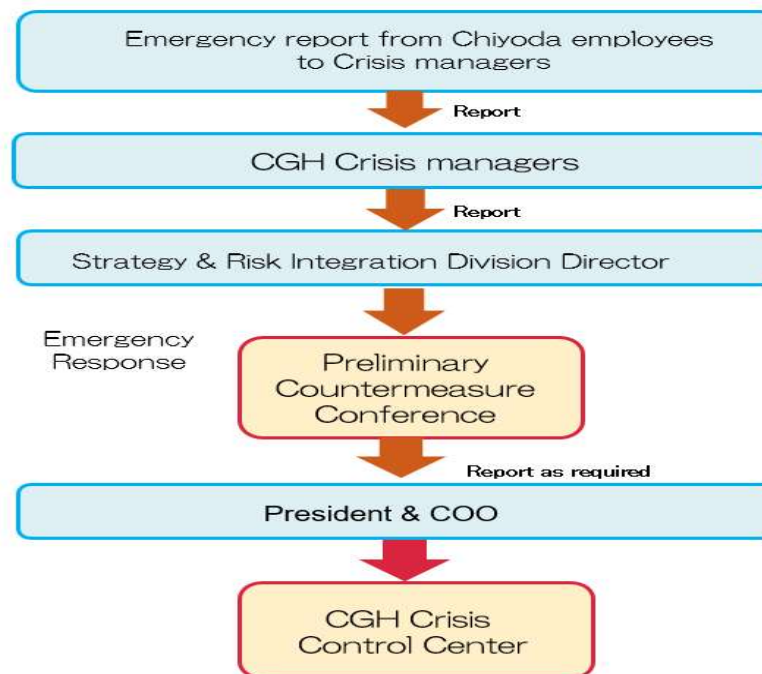 Emergency report from Chiyoda employees
to Crisis managers
Report
CGH Crisis managers
Report
Strategy & Risk Integration Division Director
Emergency
Response
Preliminary
Countermeasure
Conference
Report as required
President & COO
CGH Crisis
Control Center